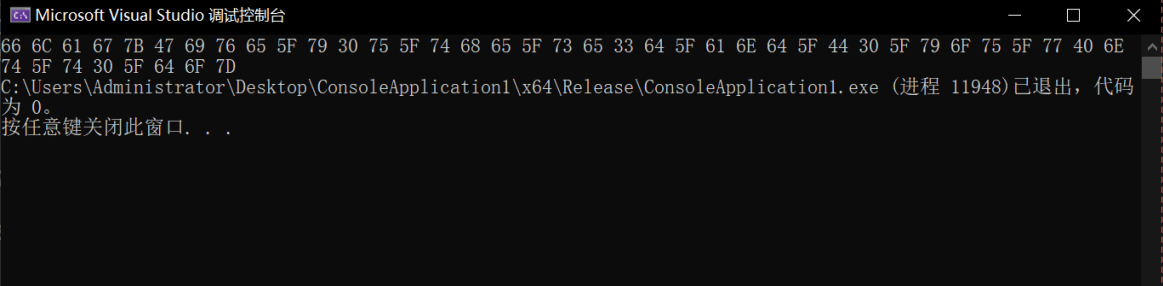 Microsoft Visual Studio 调试控制台
66 6C 61 67 7B 47 69 76 65 5F 79 30 75 5F 74 68 65 5F 73 65 33 64 5F 61 6E 64 5F 44 30 5F 79 6F 75 5F 77 40 6E
74 5F 74 30 5F 64 6F 7D
C:\Users\Administrator\Desktop\ConsoleApplication1\x64\Release\ConsoleApplication1.exe (进程 11948)已退出，代码
为 0。
按任意键关闭此窗口. . .